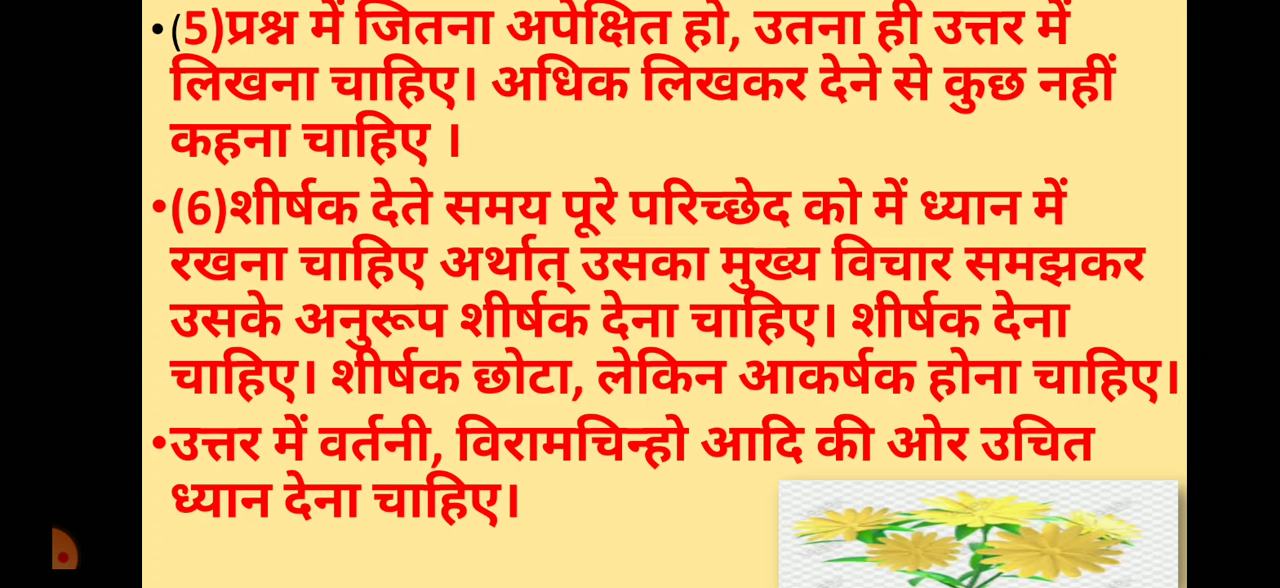 •(5)प्रश्न में जितना अपेक्षित हो, उतना ही उत्तर में
लिखना चाहिए। अधिक लिखकर देने से कुछ नहीं
कहना चाहिए ।
•(6)शीर्षक देते समय पूरे परिच्छेद को में ध्यान में
रखना चाहिए अर्थात् उसका मुख्य विचार समझकर
उसके अनुरूप शीर्षक देना चाहिए। शीर्षक देना
चाहिए। शीर्षक छोटा, लेकिन आकर्षक होना चाहिए।
•उत्तर में वर्तनी, विरामचिन्हो आदि की ओर उचित
ध्यान देना चाहिए।